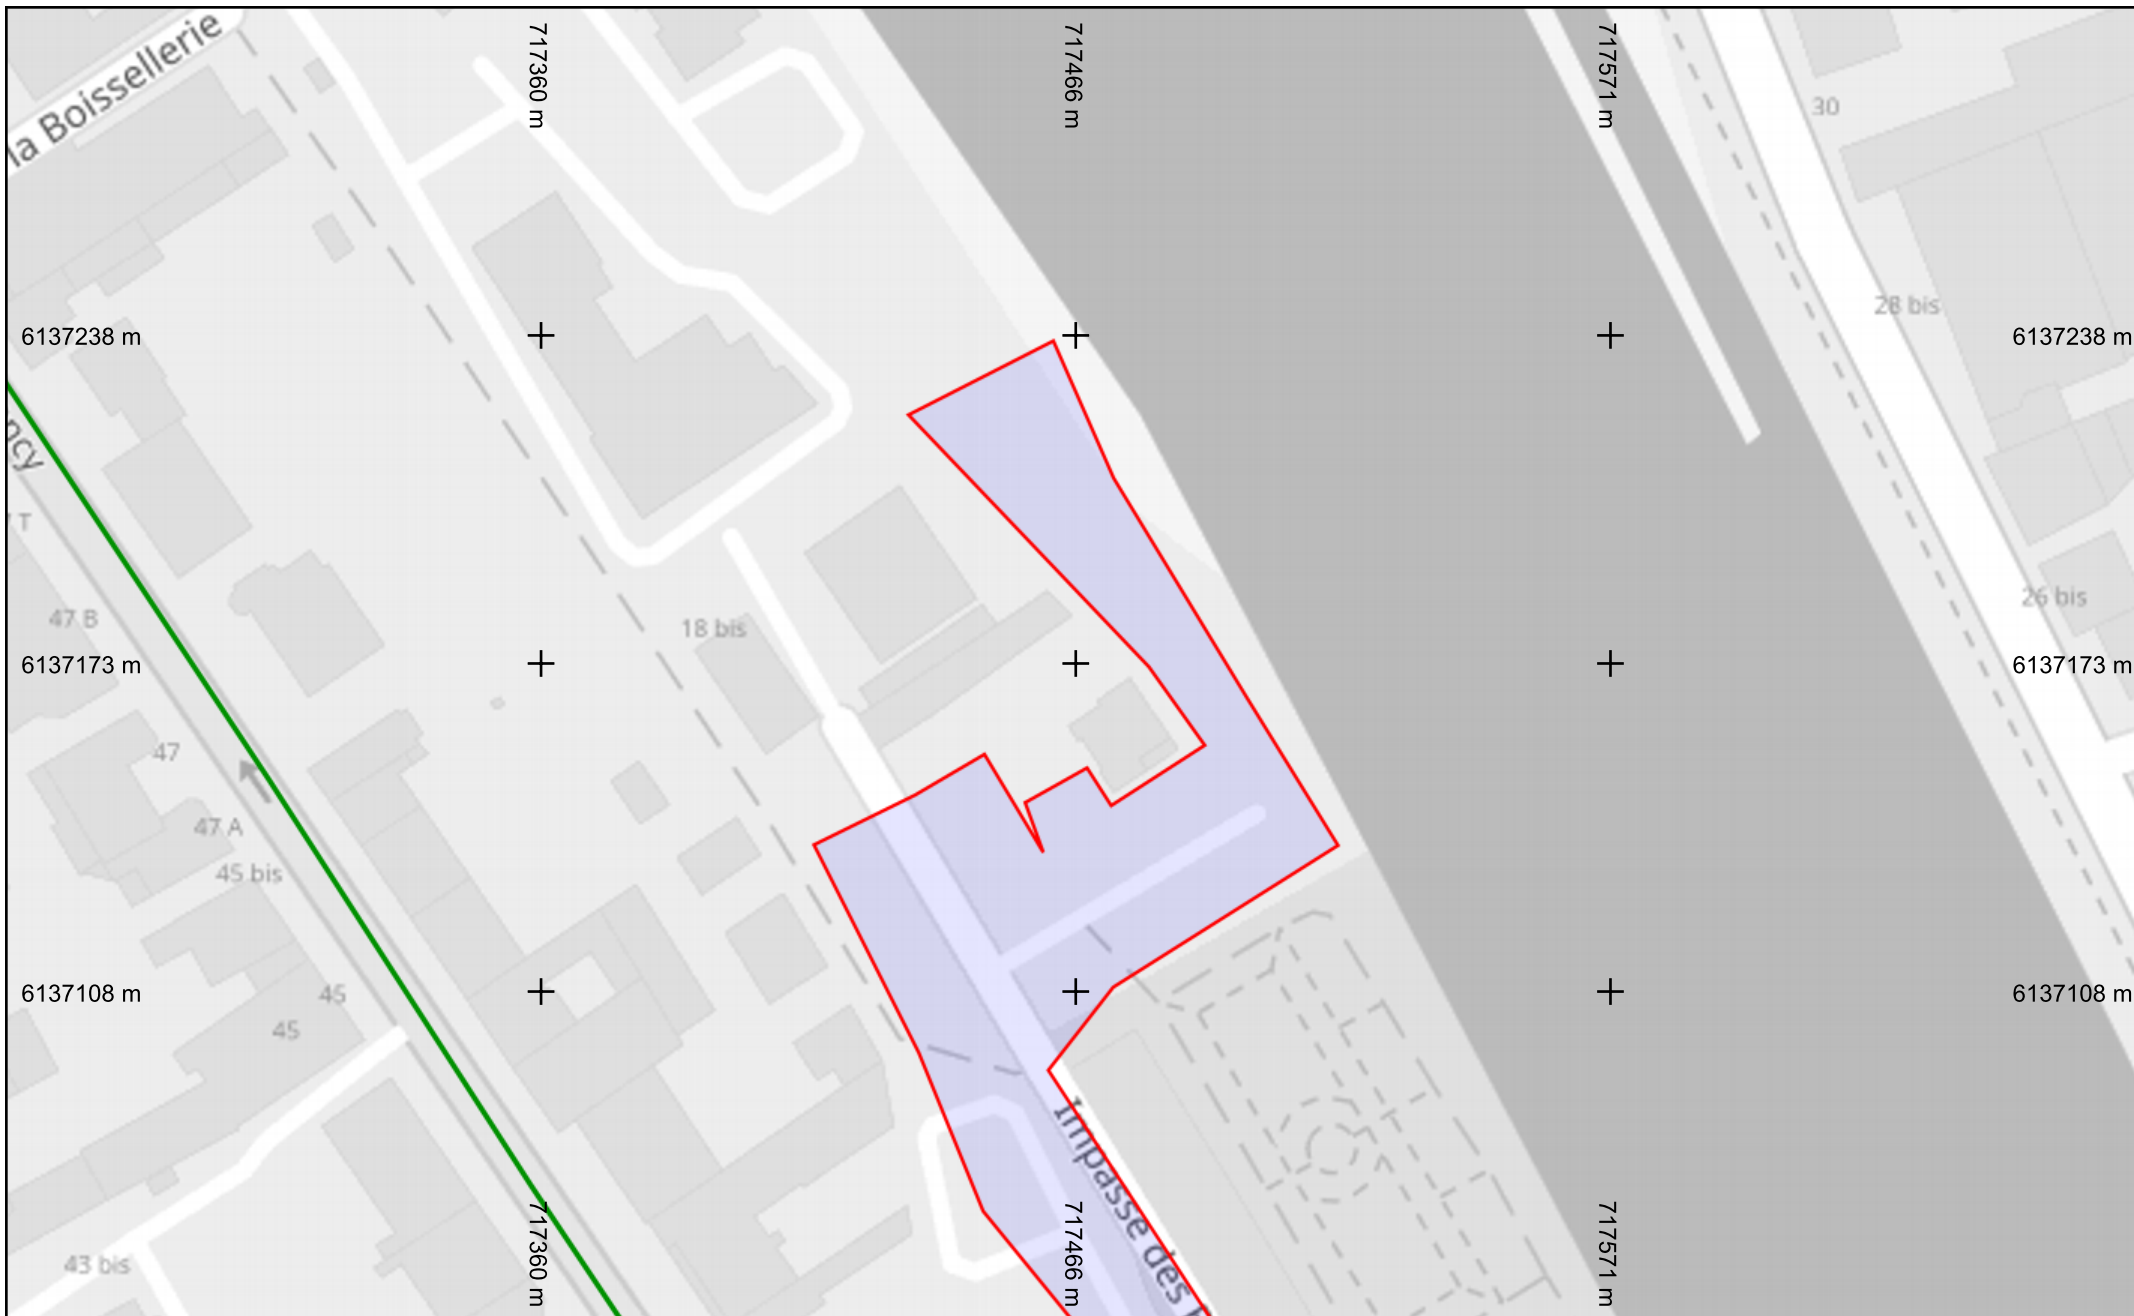 la Boissellerie
717360 m
717466 m
717571 m
30
28 bis
6137238 m
6137238 m
ncy
T
47 B
18 bis
26 bis
6137173 m
6137173 m
47
47 A
45 bis
45
45
6137108 m
6137108 m
Impasse des
43 bis
717360 m
717466 m
717571 m